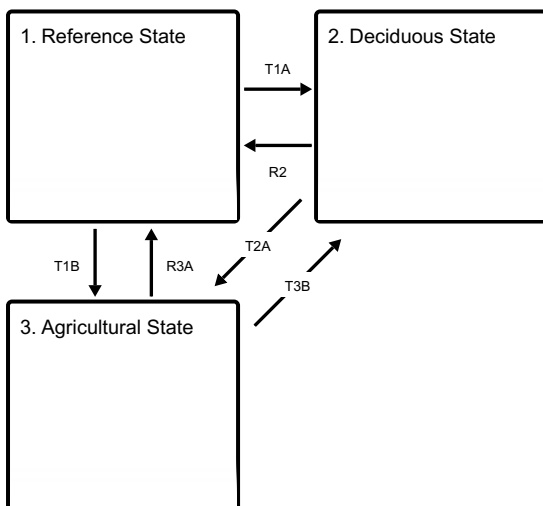 1. Reference State
2. Deciduous State
T1A
R2
T2A
T1B
R3A
T3B
3. Agricultural State